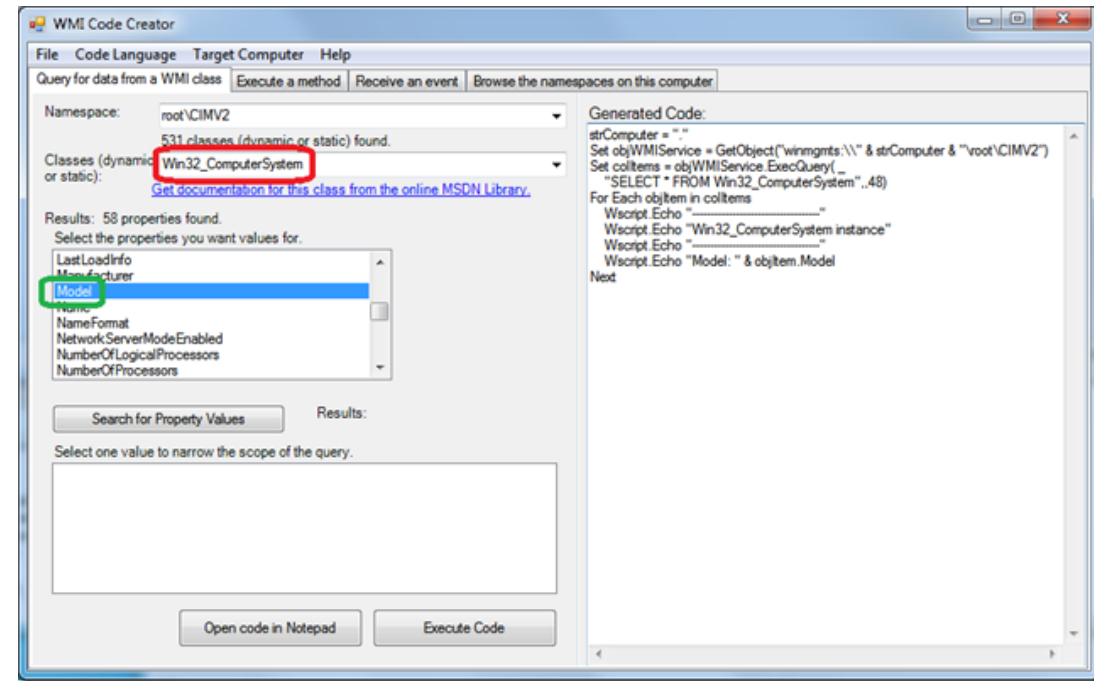 WMI Code Creator
File Code Language Target Computer Help
Query for data from a WMI class Execute a method Receive an event Browse the namespaces on this computer
Namespace: root\CIMV2
531 classes (dynamic or static) found.
Classes (dynamic
or static): Win32_ComputerSystem
Get documentation for this class from the online MSDN Library.
Results: 58 properties found.
Select the properties you want values for.
LastLoadInfo
Manufacturer
Model
Name
NameFormat
NetworkServerModeEnabled
NumberOfLogicalProcessors
NumberOfProcessors
Search for Property Values Results:
Select one value to narrow the scope of the query.
Open code in Notepad Execute Code
Generated Code:
strComputer = "."
Set objWMIService = GetObject("winmgmts:\\" & strComputer & "\root\CIMV2")
Set colItems = objWMIService.ExecQuery( _
"SELECT * FROM Win32_ComputerSystem",,48)
For Each objItem in colItems
Wscript.Echo "-----------------------------------"
Wscript.Echo "Win32_ComputerSystem instance"
Wscript.Echo "-----------------------------------"
Wscript.Echo "Model: " & objItem.Model
Next